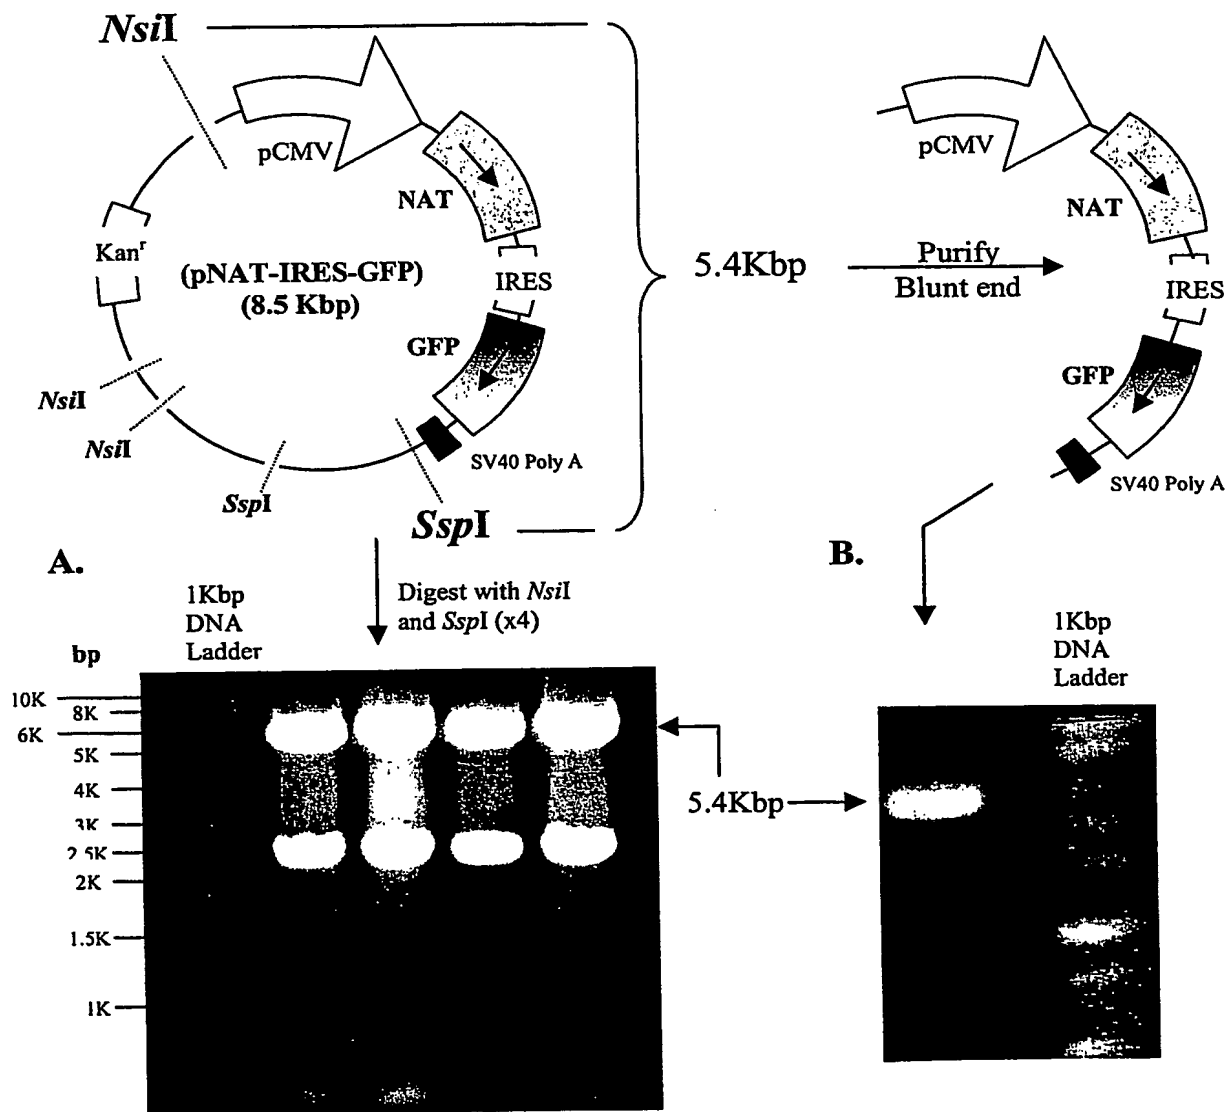 NsiI
pCMV
NAT
Kanʳ
(pNAT-IRES-GFP)
(8.5 Kbp)
IRES
GFP
NsiI
NsiI
SspI
SV40 Poly A
SspI
5.4Kbp
Purify
Blunt end
pCMV
NAT
IRES
GFP
SV40 Poly A
A.
1Kbp
DNA
Ladder
Digest with NsiI
and SspI (x4)
bp
10K
8K
6K
5K
4K
3K
2.5K
2K
1.5K
1K
5.4Kbp
B.
1Kbp
DNA
Ladder